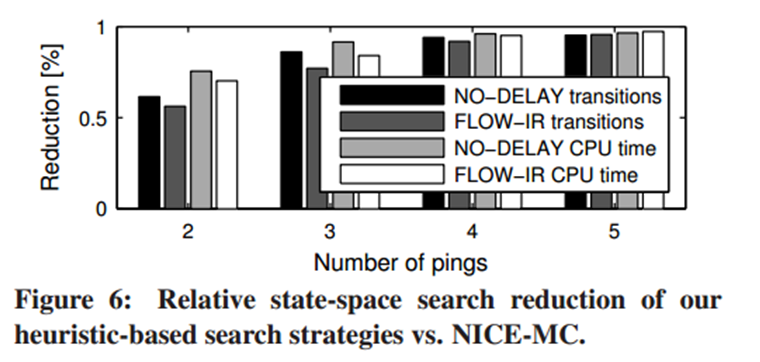 1
0.5
0
Reduction [%]
NO−DELAY transitions
FLOW−IR transitions
NO−DELAY CPU time
FLOW−IR CPU time
2 3 4 5
Number of pings
Figure 6: Relative state-space search reduction of our
heuristic-based search strategies vs. NICE-MC.